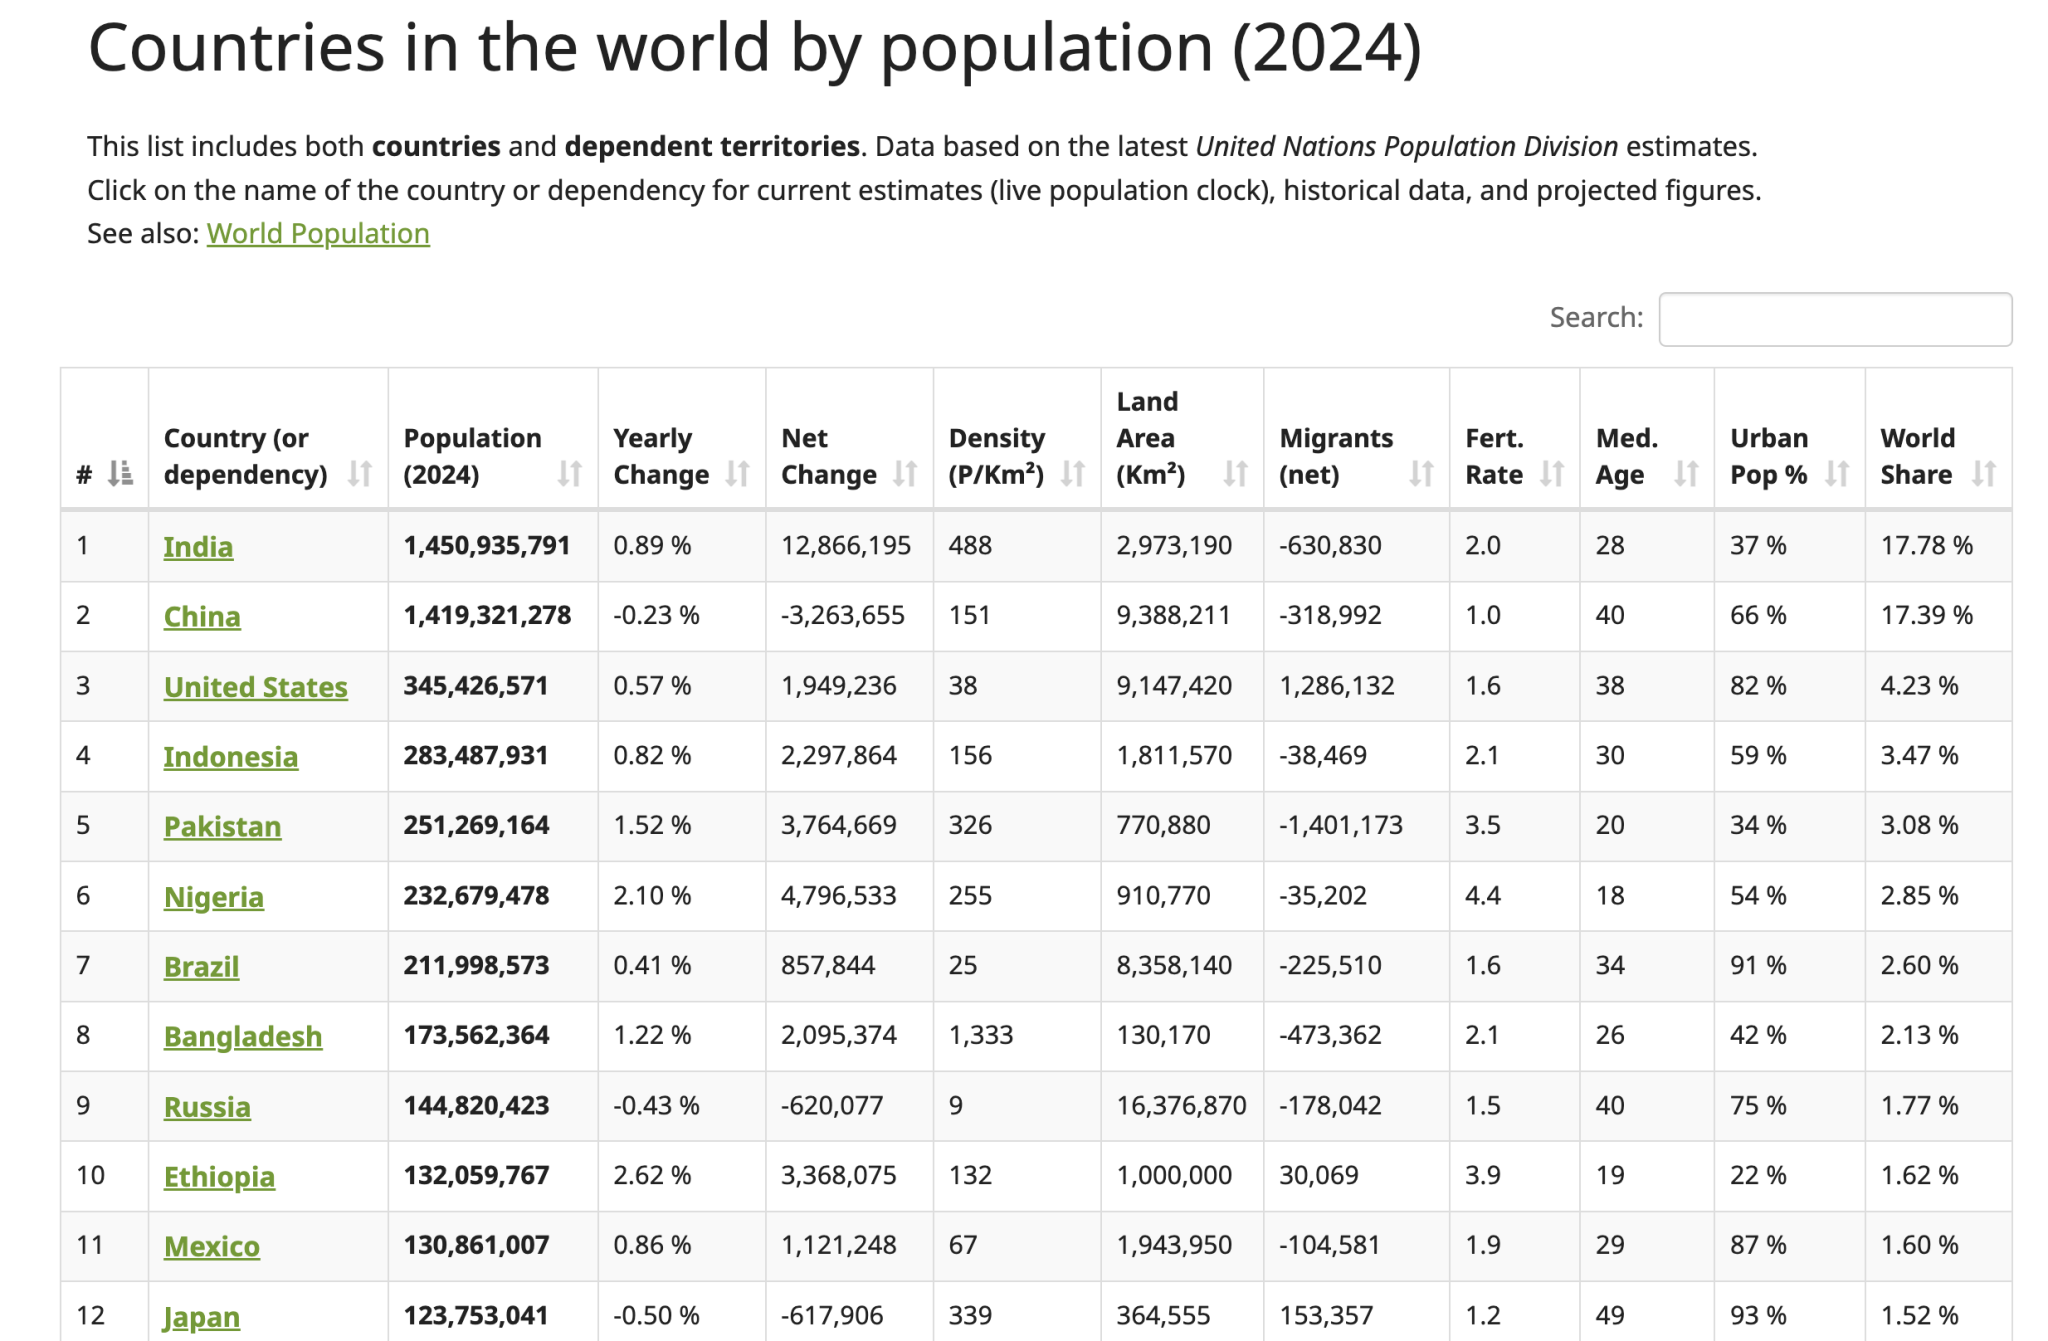 Countries in the world by population (2024)
This list includes both countries and dependent territories. Data based on the latest United Nations Population Division estimates.
Click on the name of the country or dependency for current estimates (live population clock), historical data, and projected figures.
See also: World Population
Search:
# Country (or dependency) Population (2024) Yearly Change Net Change Density (P/Km²) Land Area (Km²) Migrants (net) Fert. Rate Med. Age Urban Pop % World Share
1 India 1,450,935,791 0.89 % 12,866,195 488 2,973,190 -630,830 2.0 28 37 % 17.78 %
2 China 1,419,321,278 -0.23 % -3,263,655 151 9,388,211 -318,992 1.0 40 66 % 17.39 %
3 United States 345,426,571 0.57 % 1,949,236 38 9,147,420 1,286,132 1.6 38 82 % 4.23 %
4 Indonesia 283,487,931 0.82 % 2,297,864 156 1,811,570 -38,469 2.1 30 59 % 3.47 %
5 Pakistan 251,269,164 1.52 % 3,764,669 326 770,880 -1,401,173 3.5 20 34 % 3.08 %
6 Nigeria 232,679,478 2.10 % 4,796,533 255 910,770 -35,202 4.4 18 54 % 2.85 %
7 Brazil 211,998,573 0.41 % 857,844 25 8,358,140 -225,510 1.6 34 91 % 2.60 %
8 Bangladesh 173,562,364 1.22 % 2,095,374 1,333 130,170 -473,362 2.1 26 42 % 2.13 %
9 Russia 144,820,423 -0.43 % -620,077 9 16,376,870 -178,042 1.5 40 75 % 1.77 %
10 Ethiopia 132,059,767 2.62 % 3,368,075 132 1,000,000 30,069 3.9 19 22 % 1.62 %
11 Mexico 130,861,007 0.86 % 1,121,248 67 1,943,950 -104,581 1.9 29 87 % 1.60 %
12 Japan 123,753,041 -0.50 % -617,906 339 364,555 153,357 1.2 49 93 % 1.52 %